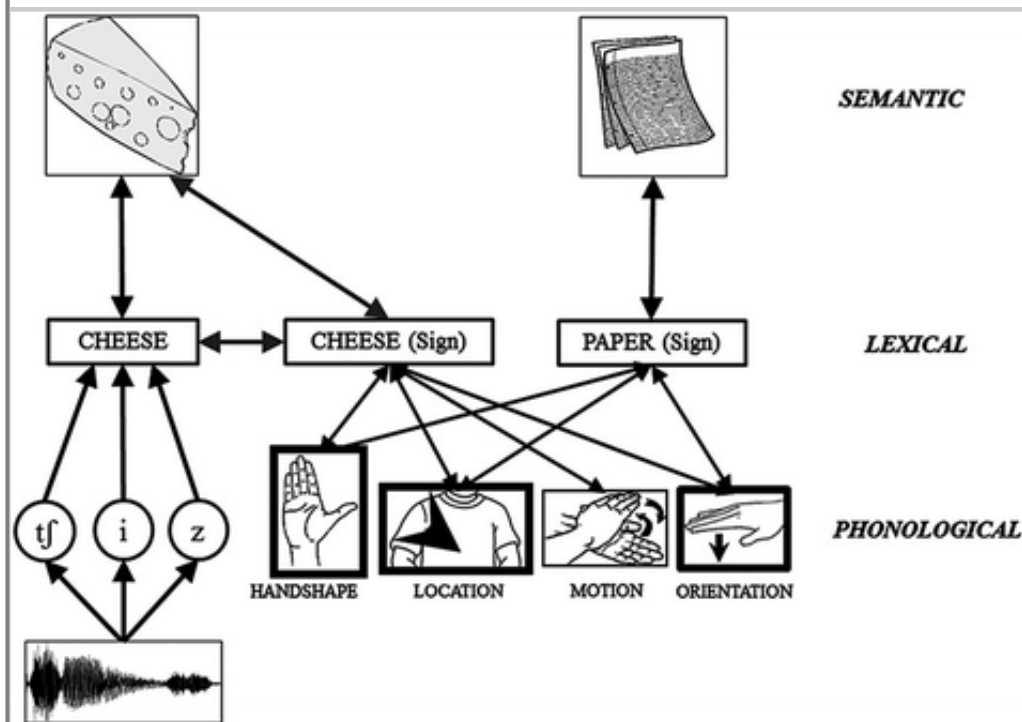 SEMANTIC
CHEESE
CHEESE (Sign)
PAPER (Sign)
LEXICAL
tʃ
i
z
PHONOLOGICAL
HANDSHAPE
LOCATION
MOTION
ORIENTATION